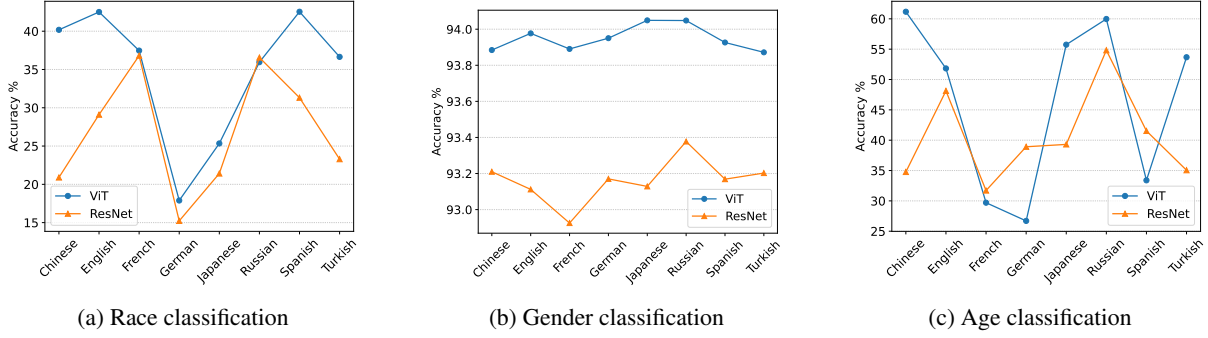 Accuracy %
40
35
30
25
20
15
ViT
ResNet
Chinese
English
French
German
Japanese
Russian
Spanish
Turkish
(a) Race classification
Accuracy %
94.0
93.8
93.6
93.4
93.2
93.0
ViT
ResNet
Chinese
English
French
German
Japanese
Russian
Spanish
Turkish
(b) Gender classification
Accuracy %
60
55
50
45
40
35
30
25
ViT
ResNet
Chinese
English
French
German
Japanese
Russian
Spanish
Turkish
(c) Age classification